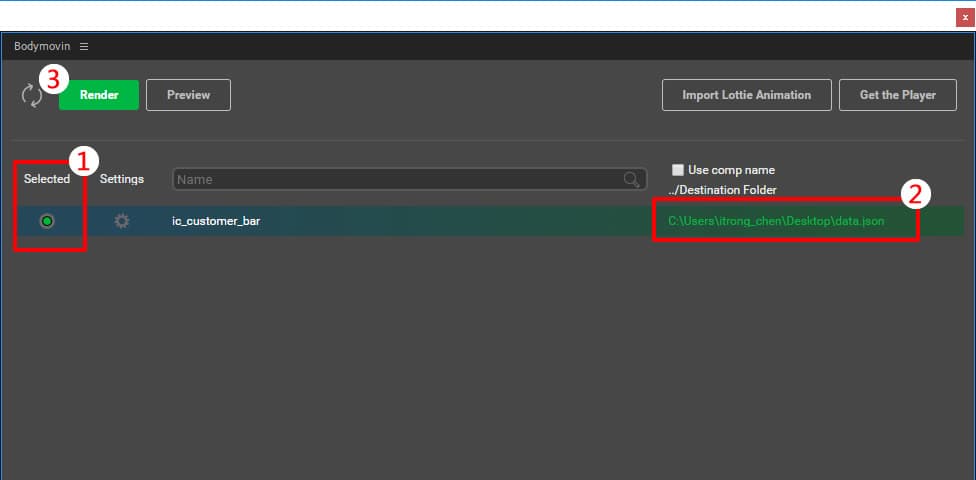 x
Bodymovin
3
Render
Preview
Import Lottie Animation
Get the Player
1
Selected
Settings
Name
Use comp name
../Destination Folder
2
ic_customer_bar
C:\Users\itrong_chen\Desktop\data.json